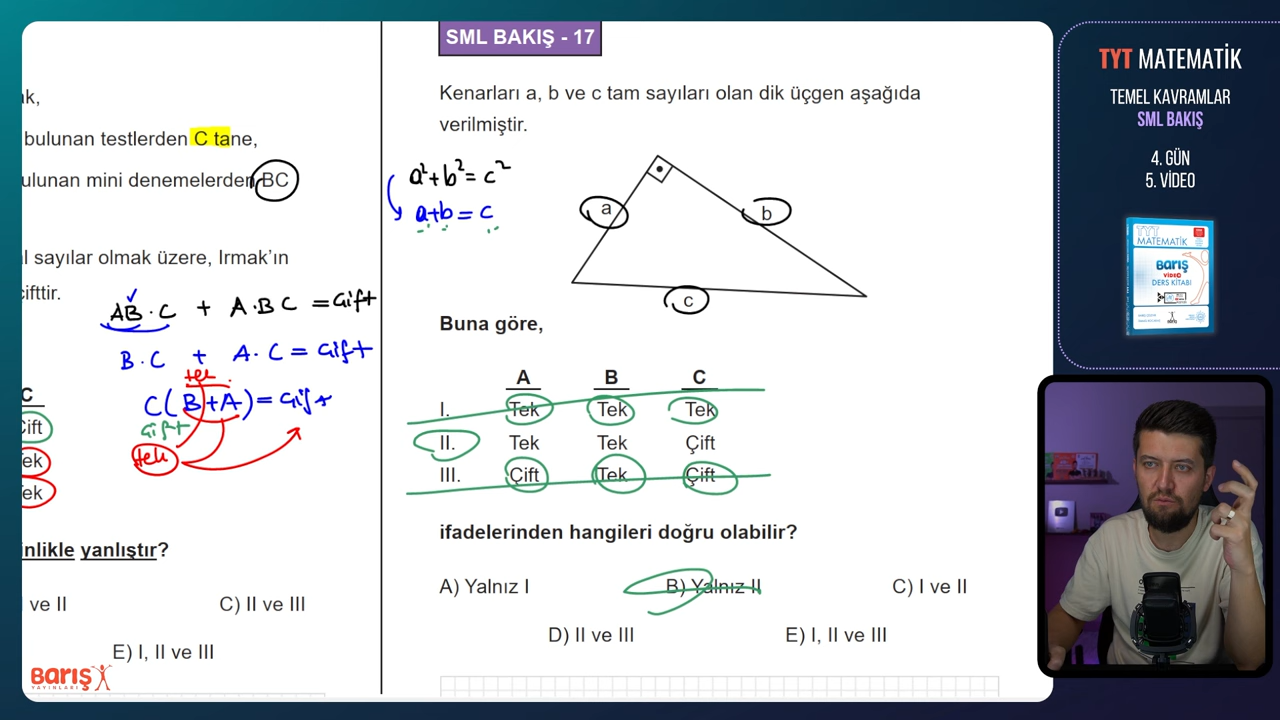 ak,
bulunan testlerden C tane,
ulunan mini denemelerden BC
l sayılar olmak üzere, Irmak'ın
çifttir.
AB · C + A · B C = Çift
B · C + A · C = Çift
tek
C ( B + A ) = Çift
Çift
tek
C
Çift
Tek
Tek
inlikle yanlıştır?
I ve II
C) II ve III
E) I, II ve III
BARIŞ
YAYINLARI
SML BAKIŞ - 17
Kenarları a, b ve c tam sayıları olan dik üçgen aşağıda
verilmiştir.
a² + b² = c²
a + b = c
a
b
c
Buna göre,
A B C
I. Tek Tek Tek
II. Tek Tek Çift
III. Çift Tek Çift
ifadelerinden hangileri doğru olabilir?
A) Yalnız I B) Yalnız II C) I ve II
D) II ve III E) I, II ve III
TYT MATEMATİK
TEMEL KAVRAMLAR
SML BAKIŞ
4. GÜN
5. VİDEO
TYT
MATEMATİK
BARIŞ
VİDEO
DERS KİTABI